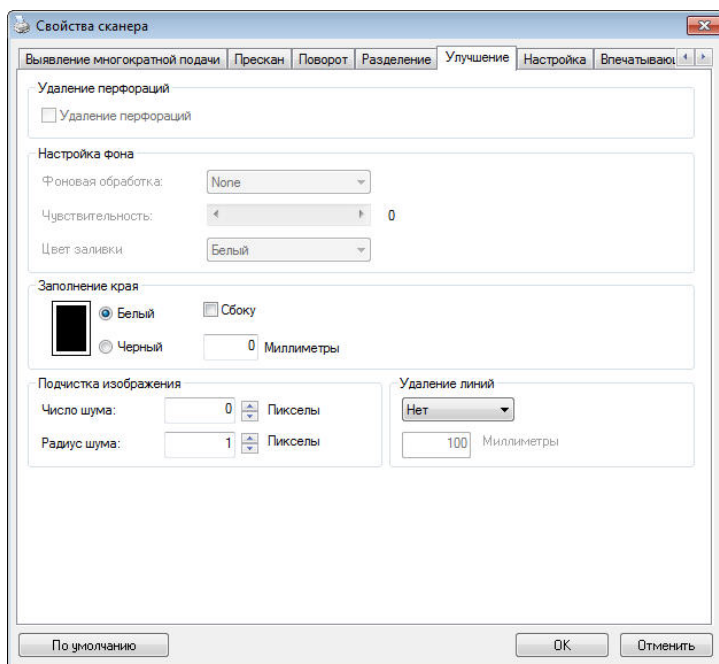 Свойства сканера
Выявление многократной подачи Прескан Поворот Разделение Улучшение Настройка
Удаление перфораций
Удаление перфораций
Настройка фона
Фоновая обработка: None
Чувствительность: 0
Цвет заливки Белый
Заполнение края
Белый Сбоку
Черный 0 Миллиметры
Подчистка изображения Удаление линий
Число шума: 0 Пикселы Нет
Радиус шума: 1 Пикселы 100 Миллиметры
По умолчанию OK Отменить